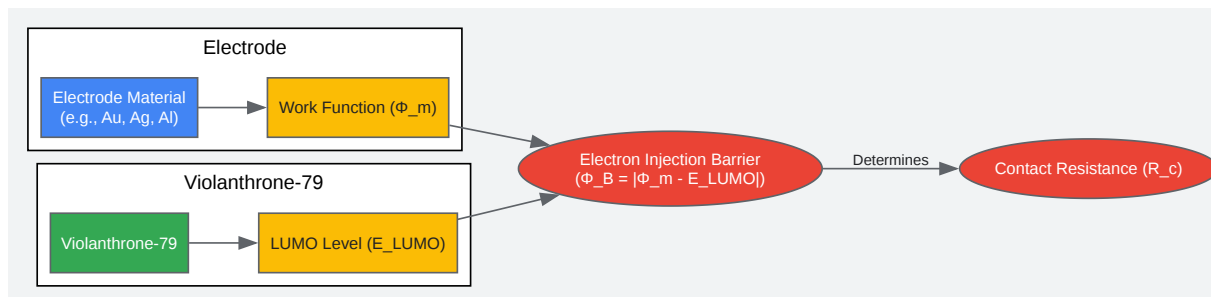 Electrode
Electrode Material
(e.g., Au, Ag, Al)
Work Function (Φ_m)
Violanthrone-79
Violanthrone-79
LUMO Level (E_LUMO)
Electron Injection Barrier
(Φ_B = |Φ_m - E_LUMO|)
Determines
Contact Resistance (R_c)